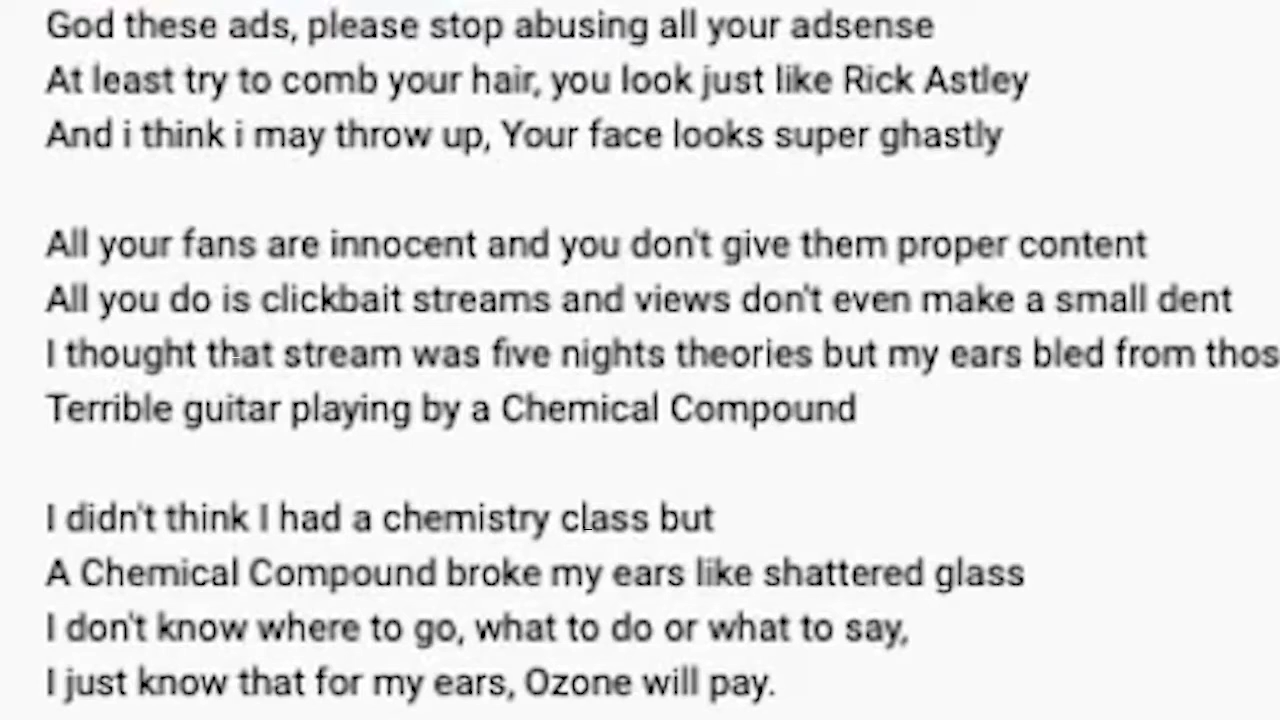 God these ads, please stop abusing all your adsense
At least try to comb your hair, you look just like Rick Astley
And i think i may throw up, Your face looks super ghastly
All your fans are innocent and you don't give them proper content
All you do is clickbait streams and views don't even make a small dent
I thought that stream was five nights theories but my ears bled from thos
Terrible guitar playing by a Chemical Compound
I didn't think I had a chemistry class but
A Chemical Compound broke my ears like shattered glass
I don't know where to go, what to do or what to say,
I just know that for my ears, Ozone will pay.